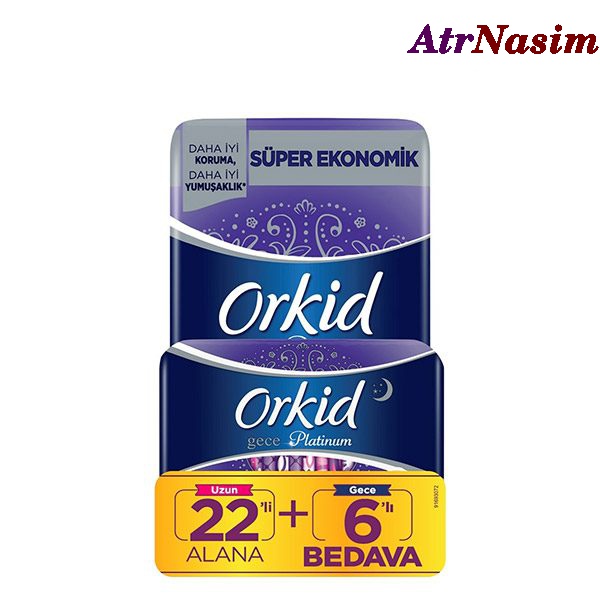 AtrNasim
DAHA İYİ
KORUMA,
DAHA İYİ
YUMUŞAKLIK*
SÜPER EKONOMİK
Orkid
Orkid
gece Platinum
Uzun
22'li
ALANA
+
Gece
6'lı
BEDAVA
91693072